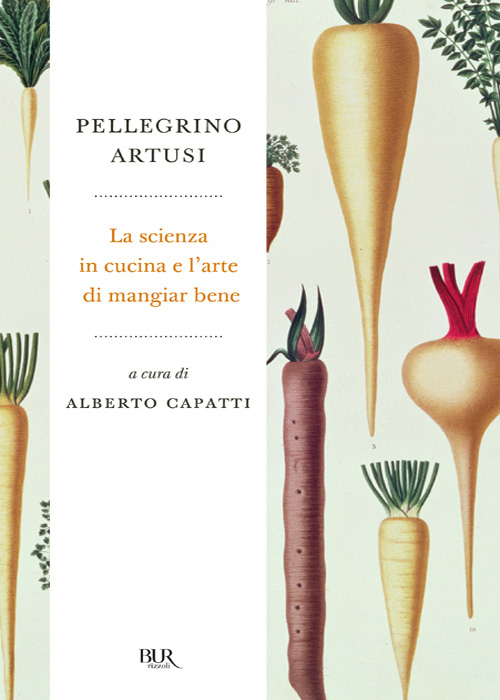 PELLEGRINO
ARTUSI
La scienza
in cucina e l'arte
di mangiar bene
a cura di
ALBERTO CAPATTI
BUR
rizzoli